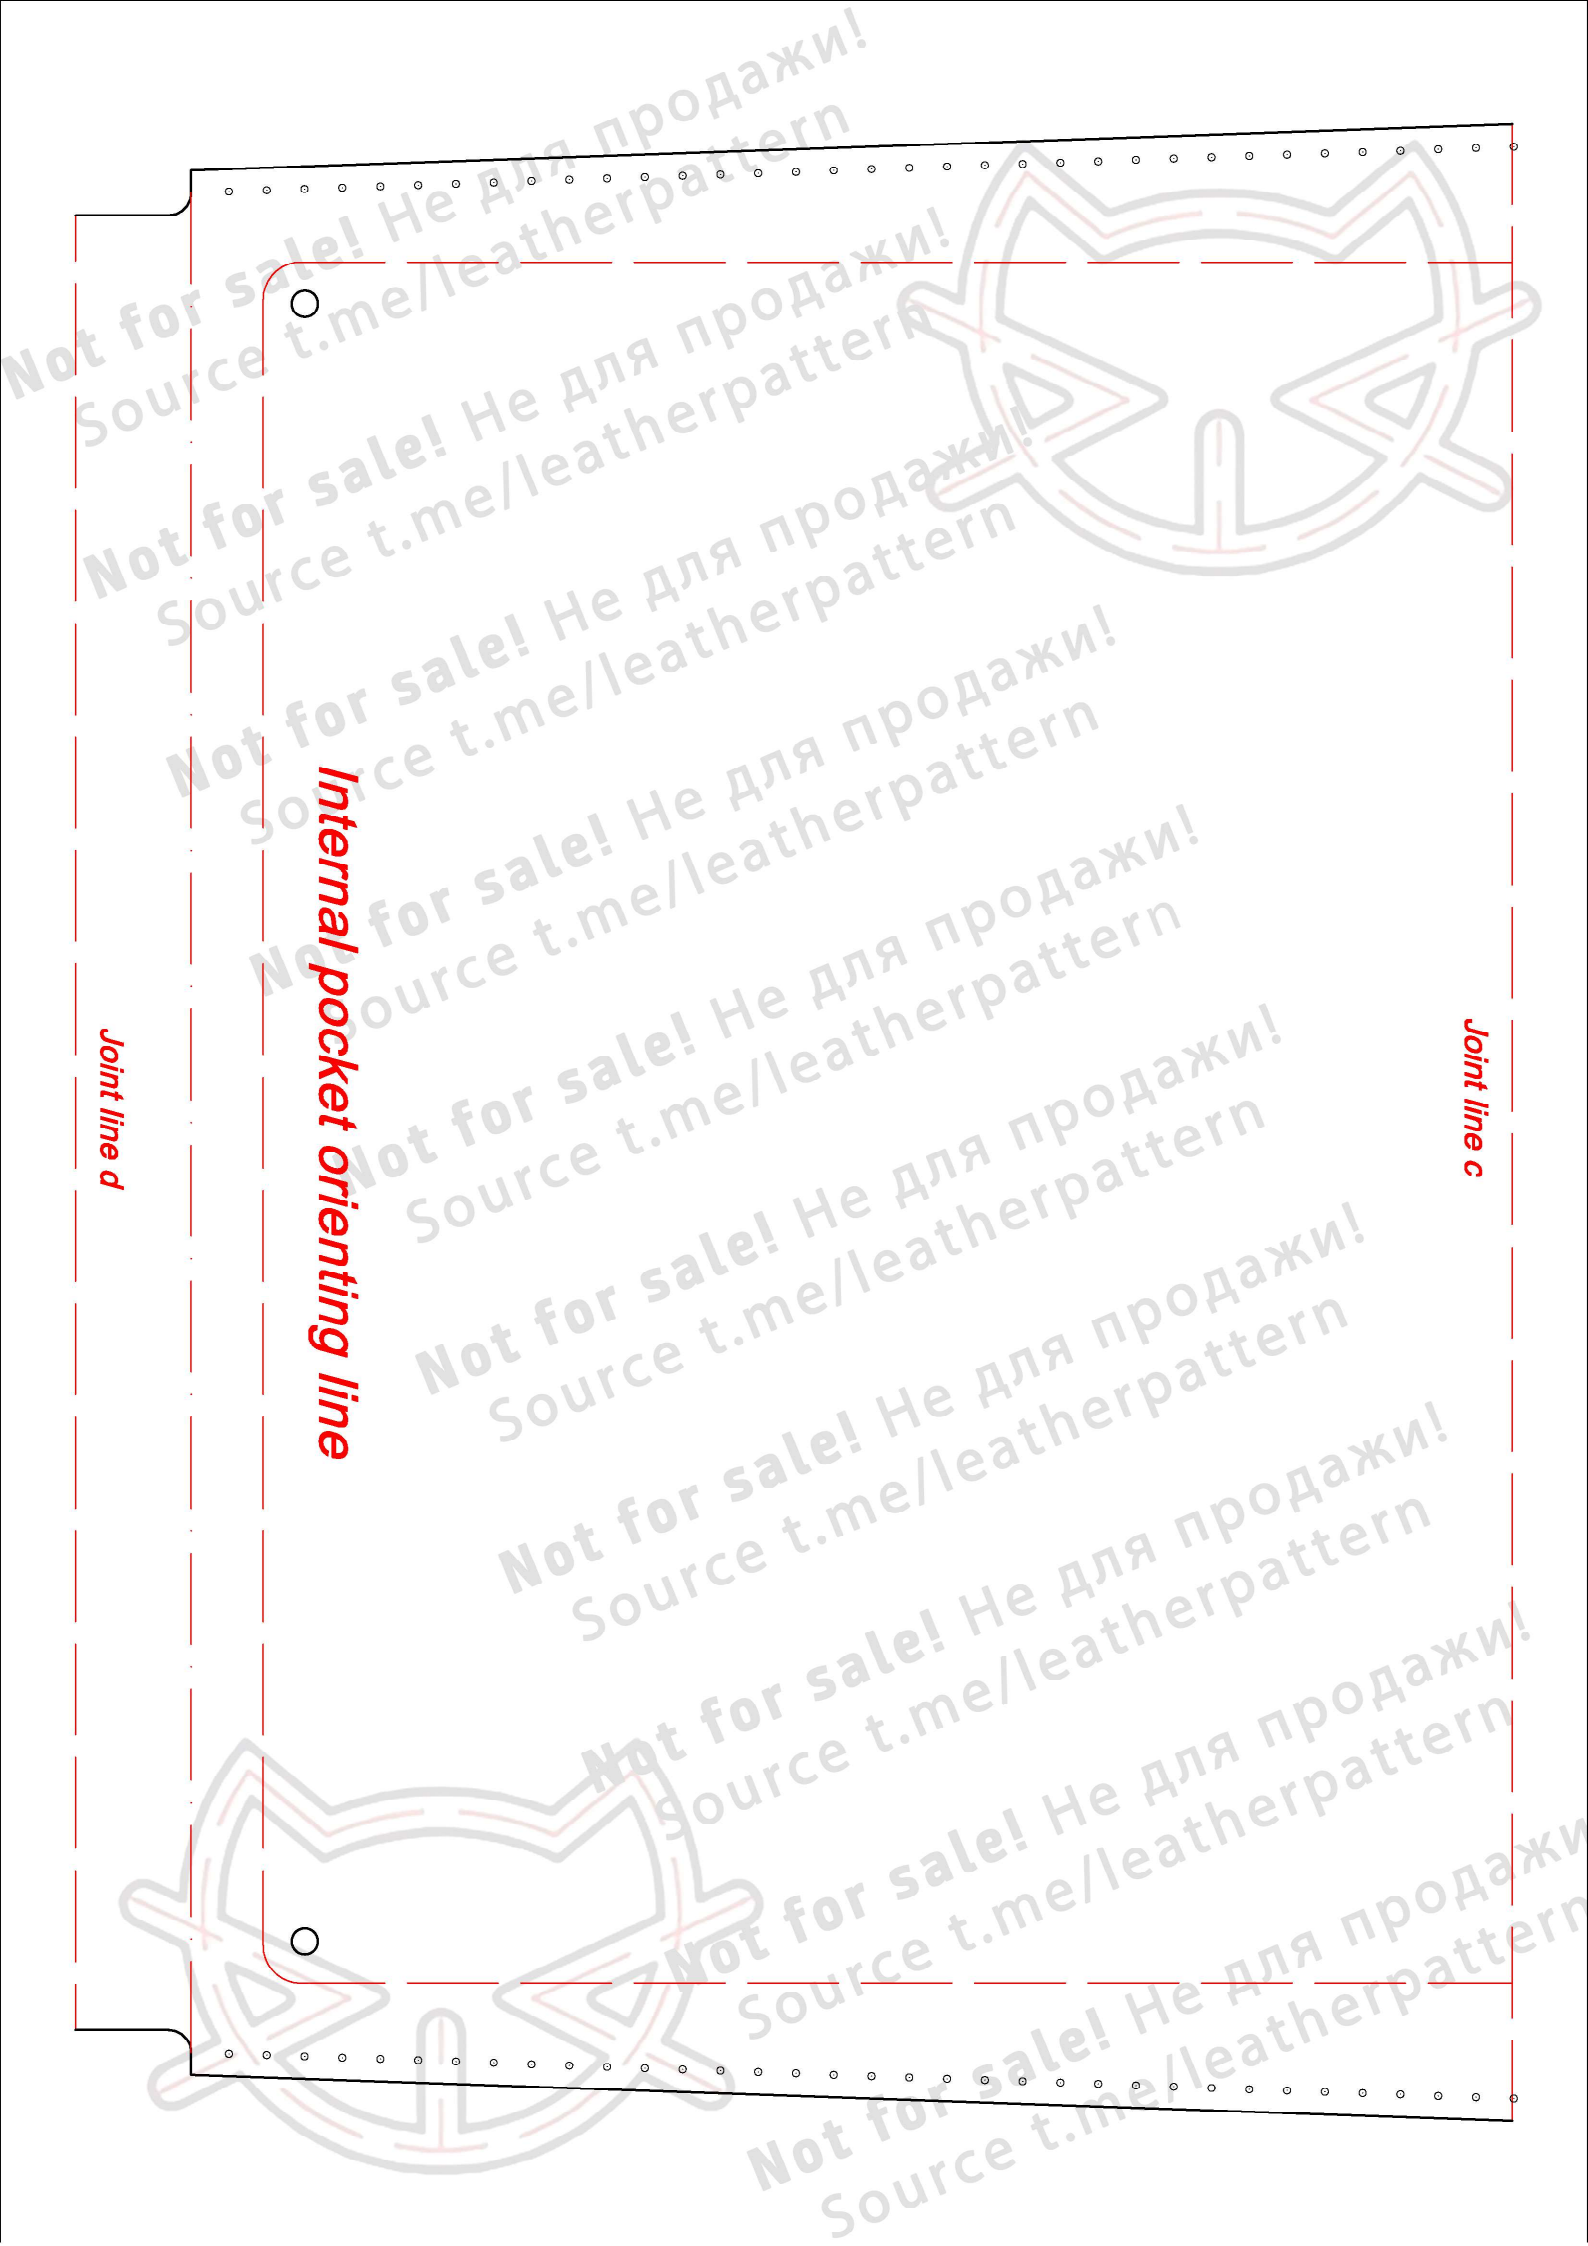 Not for sale! Не для продажи!
Source t.me/leatherpattern
Not for sale! Не для продажи!
Source t.me/leatherpattern
Not for sale! Не для продажи!
Source t.me/leatherpattern
Not for sale! Не для продажи!
Source t.me/leatherpattern
Not for sale! Не для продажи!
Source t.me/leatherpattern
Not for sale! Не для продажи!
Source t.me/leatherpattern
Not for sale! Не для продажи!
Source t.me/leatherpattern
Not for sale! Не для продажи!
Source t.me/leatherpattern
Not for sale! Не для продажи!
Source t.me/leatherpattern
Not for sale! Не для продажи
Source t.me/leatherpattern
Internal pocket orienting line
Joint line d
Joint line c